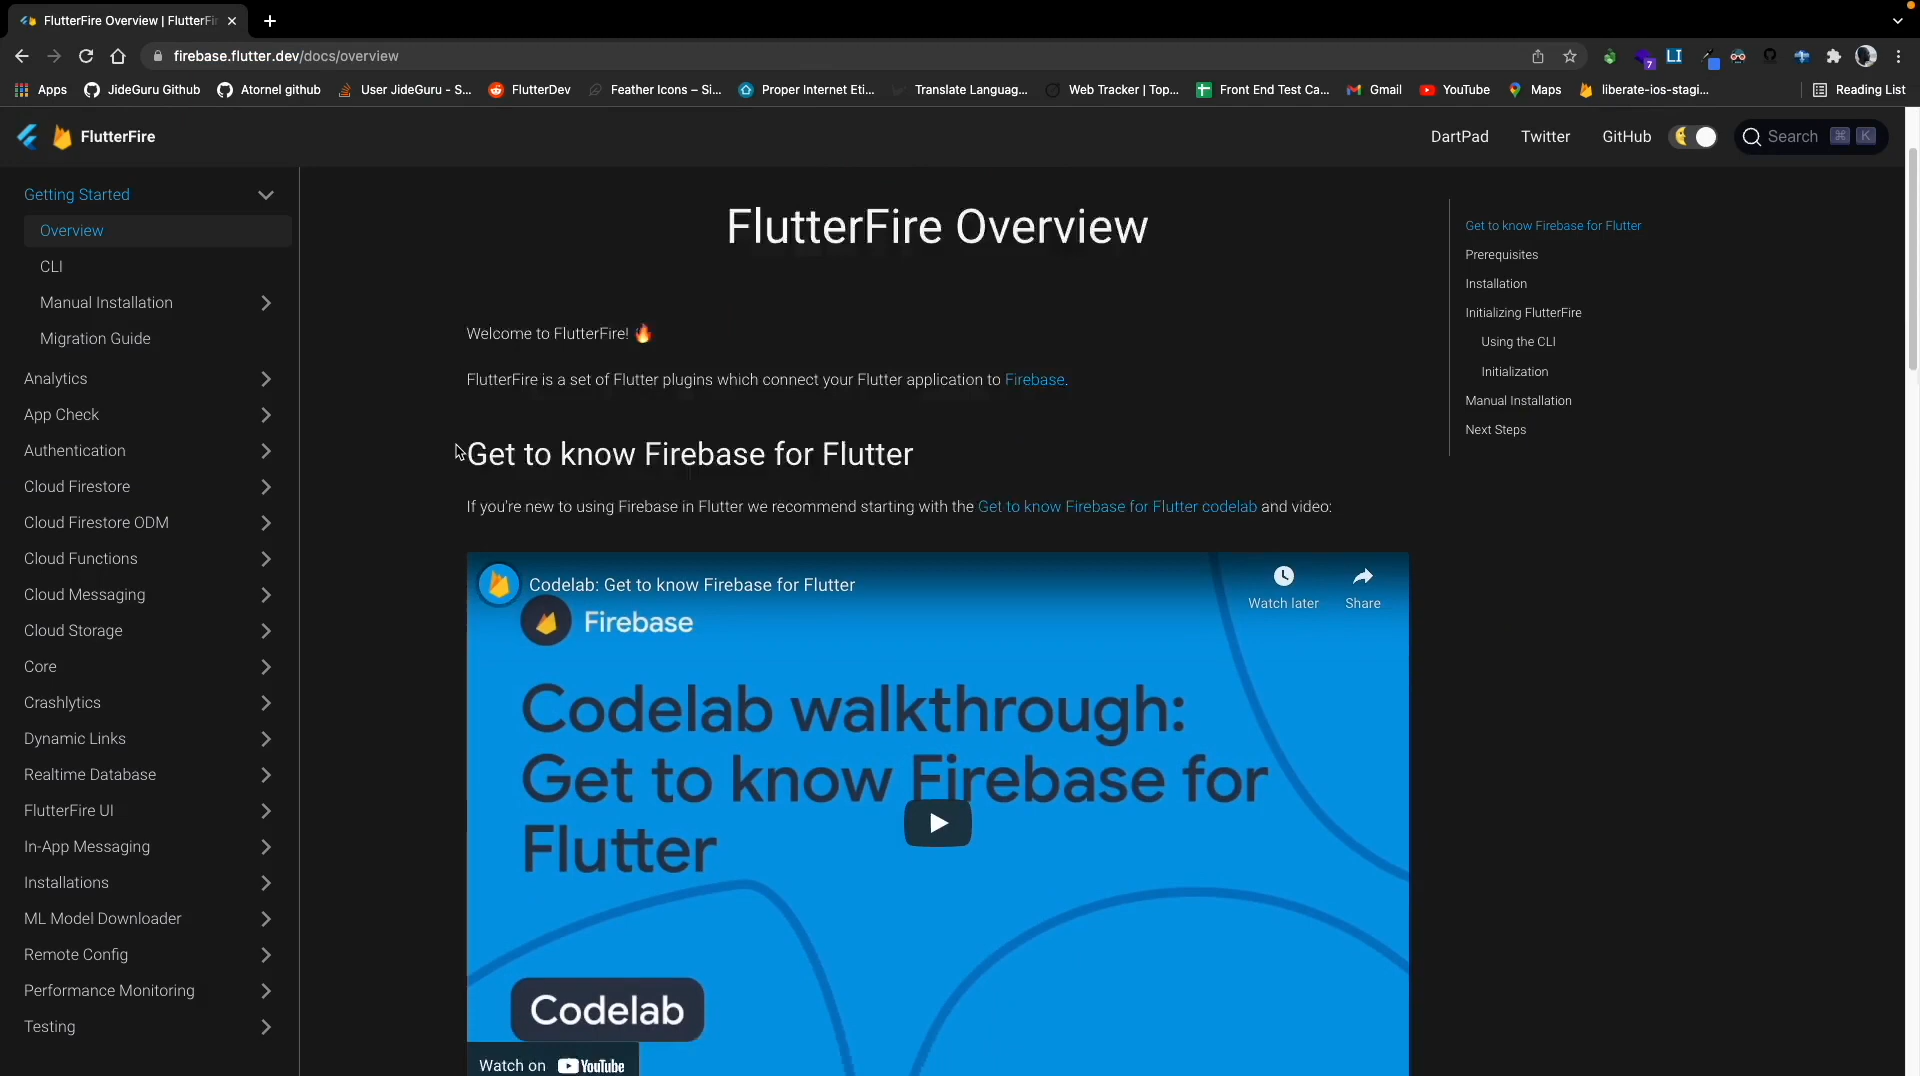 FlutterFire Overview | FlutterFir
firebase.flutter.dev/docs/overview
7
LI
Apps
JideGuru Github
Atornel github
User JideGuru - S...
FlutterDev
Feather Icons – Si...
Proper Internet Eti...
Translate Languag...
Web Tracker | Top...
Front End Test Ca...
Gmail
YouTube
Maps
liberate-ios-stagi...
Reading List
FlutterFire
DartPad
Twitter
GitHub
Search ⌘ K
Getting Started
Overview
CLI
Manual Installation
Migration Guide
Analytics
App Check
Authentication
Cloud Firestore
Cloud Firestore ODM
Cloud Functions
Cloud Messaging
Cloud Storage
Core
Crashlytics
Dynamic Links
Realtime Database
FlutterFire UI
In-App Messaging
Installations
ML Model Downloader
Remote Config
Performance Monitoring
Testing
FlutterFire Overview
Welcome to FlutterFire! 🔥
FlutterFire is a set of Flutter plugins which connect your Flutter application to Firebase.
Get to know Firebase for Flutter
If you're new to using Firebase in Flutter we recommend starting with the Get to know Firebase for Flutter codelab and video:
Codelab: Get to know Firebase for Flutter
Watch later
Share
Firebase
Codelab walkthrough:
Get to know Firebase for
Flutter
Codelab
Watch on YouTube
Get to know Firebase for Flutter
Prerequisites
Installation
Initializing FlutterFire
Using the CLI
Initialization
Manual Installation
Next Steps